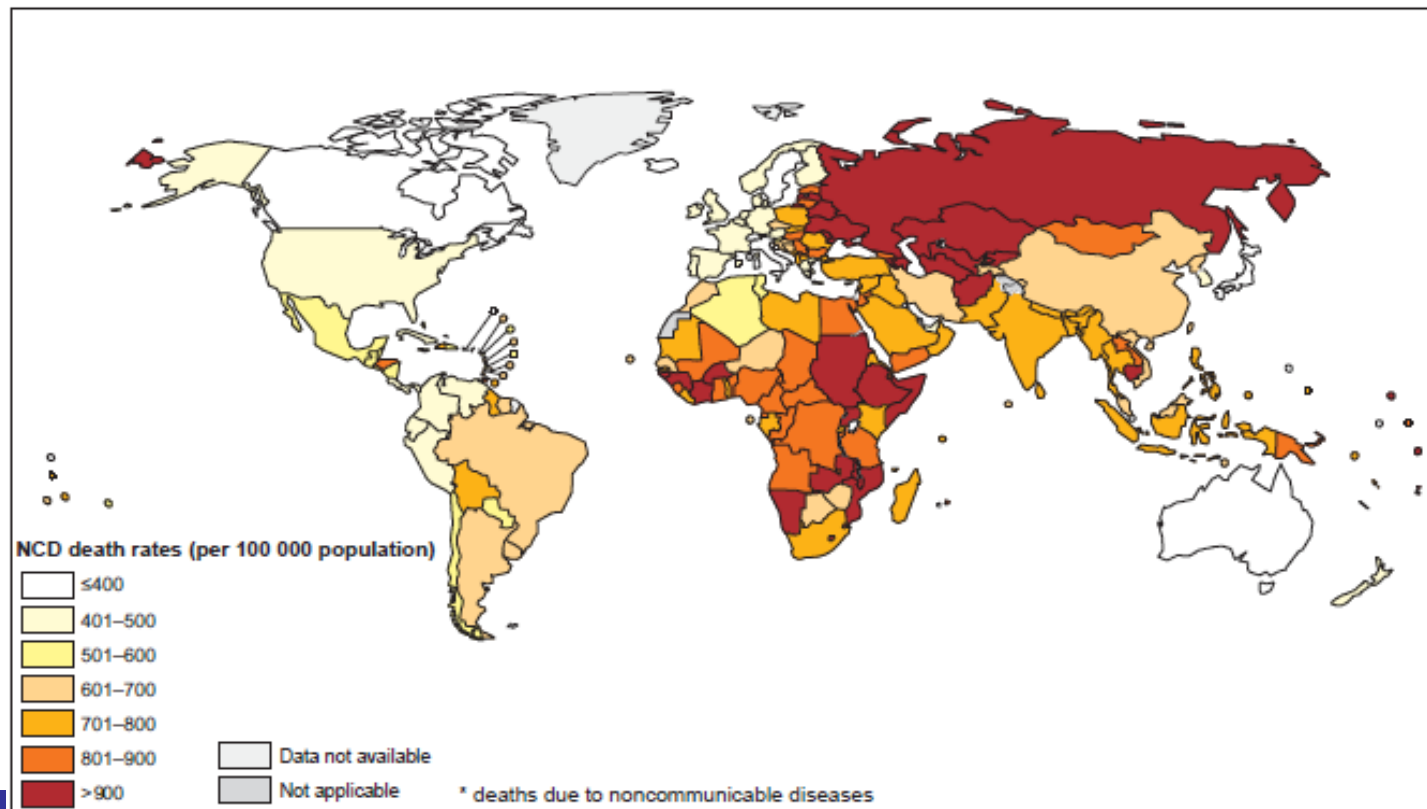 NCD death rates (per 100 000 population)
≤400
401–500
501–600
601–700
701–800
801–900
>900
Data not available
Not applicable
* deaths due to noncommunicable diseases